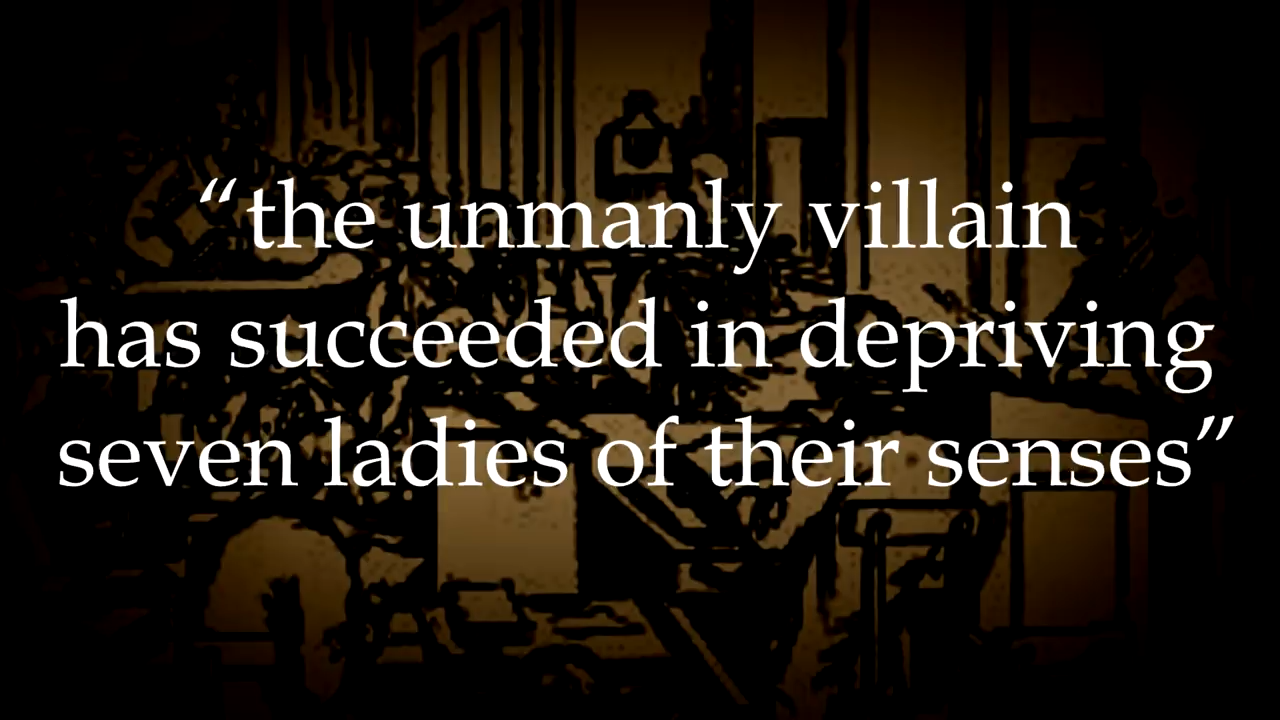 “the unmanly villain
has succeeded in depriving
seven ladies of their senses”